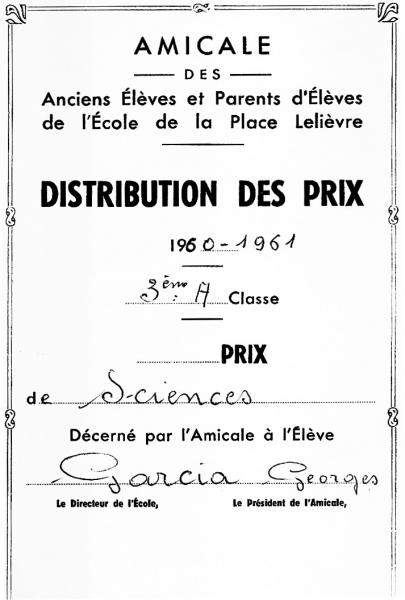 AMICALE
DES
Anciens Élèves et Parents d'Élèves
de l'École de la Place Lelièvre
DISTRIBUTION DES PRIX
1960-1961
3ème A Classe
PRIX
de Sciences
Décerné par l'Amicale à l'Élève
Garcia Georges
Le Directeur de l'École, Le Président de l'Amicale,